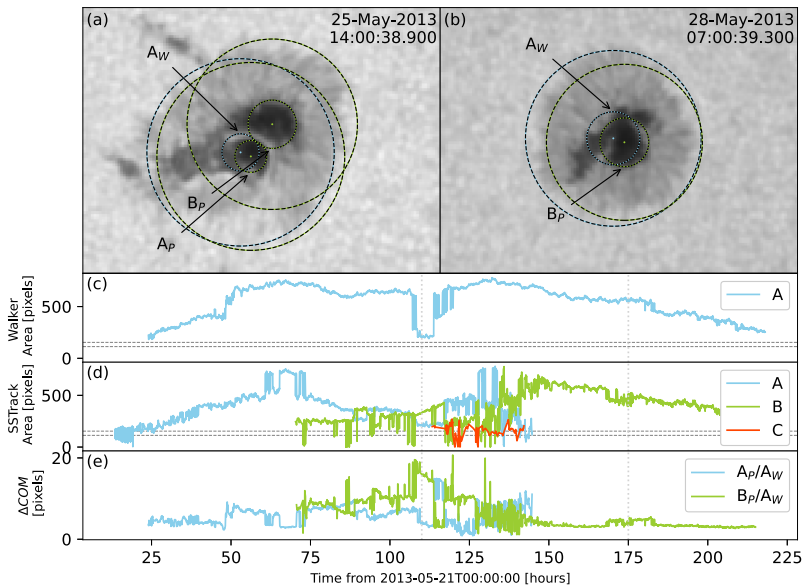 (a) 25-May-2013
14:00:38.900
A_W
B_P
A_P
(b) 28-May-2013
07:00:39.300
A_W
B_P
(c)
Walker
Area [pixels]
500
0
A
(d)
SSTrack
Area [pixels]
500
0
A
B
C
(e)
ΔCOM
[pixels]
20
0
A_P/A_W
B_P/A_W
25 50 75 100 125 150 175 200 225
Time from 2013-05-21T00:00:00 [hours]